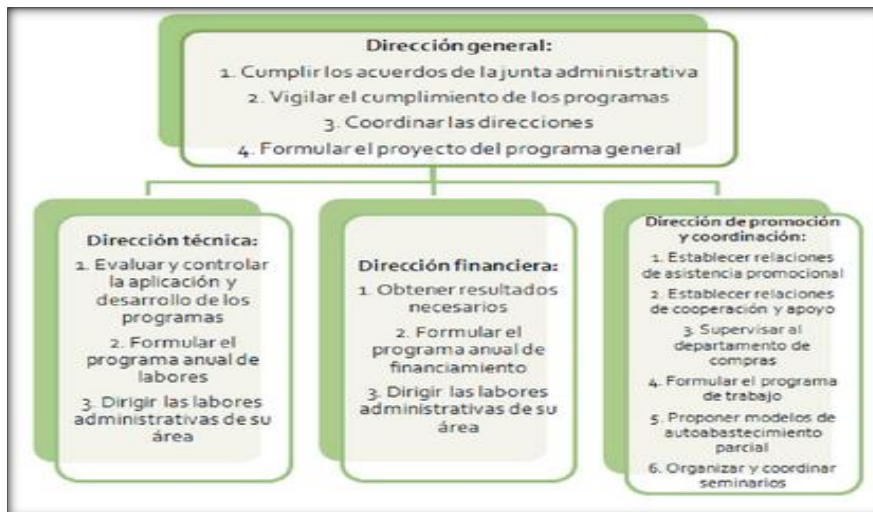 Dirección general:
1. Cumplir los acuerdos de la junta administrativa
2. Vigilar el cumplimiento de los programas
3. Coordinar las direcciones
4. Formular el proyecto del programa general
Dirección técnica:
1. Evaluar y controlar
la aplicación y
desarrollo de los
programas
2. Formular el
programa anual de
labores
3. Dirigir las labores
administrativas de su
área
Dirección financiera:
1. Obtener resultados
necesarios
2. Formular el
programa anual de
financiamiento
3. Dirigir las labores
administrativas de su
área
Dirección de promoción
y coordinación:
1. Establecer relaciones
de asistencia promocional
2. Establecer relaciones
de cooperación y apoyo
3. Supervisar al
departamento de
compras
4. Formular el programa
de trabajo
5. Proponer modelos de
autoabastecimiento
parcial
6. Organizar y coordinar
seminarios